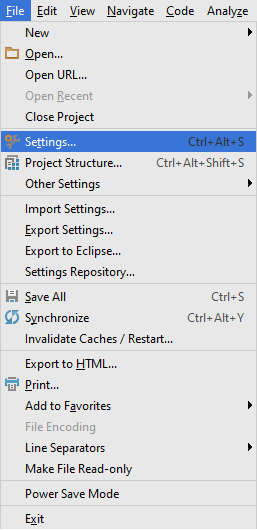 File Edit View Navigate Code Analyze
New
Open...
Open URL...
Open Recent
Close Project
Settings... Ctrl+Alt+S
Project Structure... Ctrl+Alt+Shift+S
Other Settings
Import Settings...
Export Settings...
Export to Eclipse...
Settings Repository...
Save All Ctrl+S
Synchronize Ctrl+Alt+Y
Invalidate Caches / Restart...
Export to HTML...
Print...
Add to Favorites
File Encoding
Line Separators
Make File Read-only
Power Save Mode
Exit